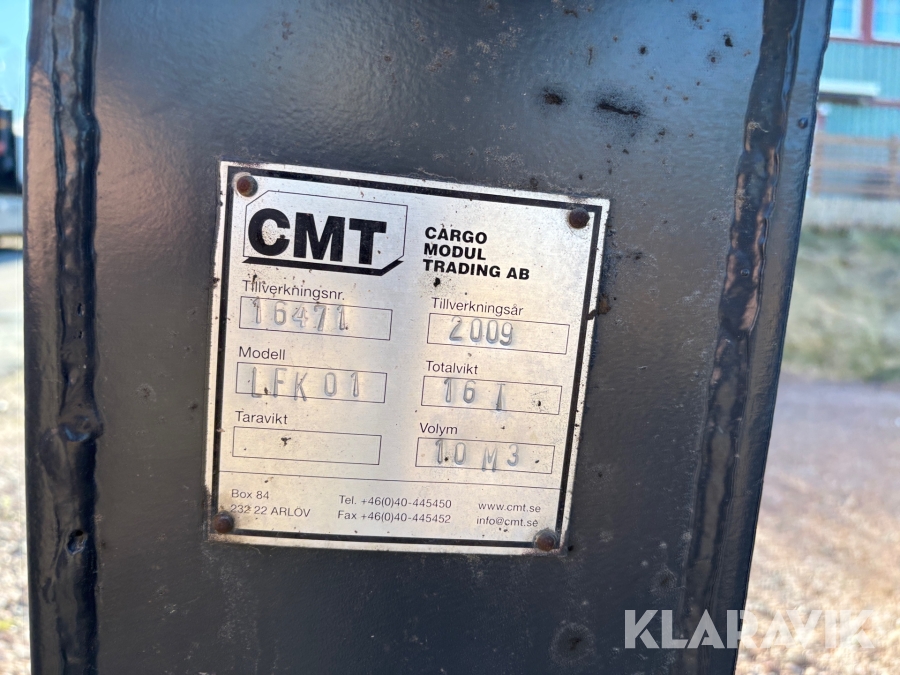 CMT
CARGO
MODUL
TRADING AB
Tillverkningsnr.
16471
Tillverkningsår
2009
Modell
LFK 01
Totalvikt
16 T
Taravikt
Volym
10 M3
Box 84
232 22 ARLÖV
Tel. +46(0)40-445450
Fax +46(0)40-445452
www.cmt.se
info@cmt.se
KLARAVIK